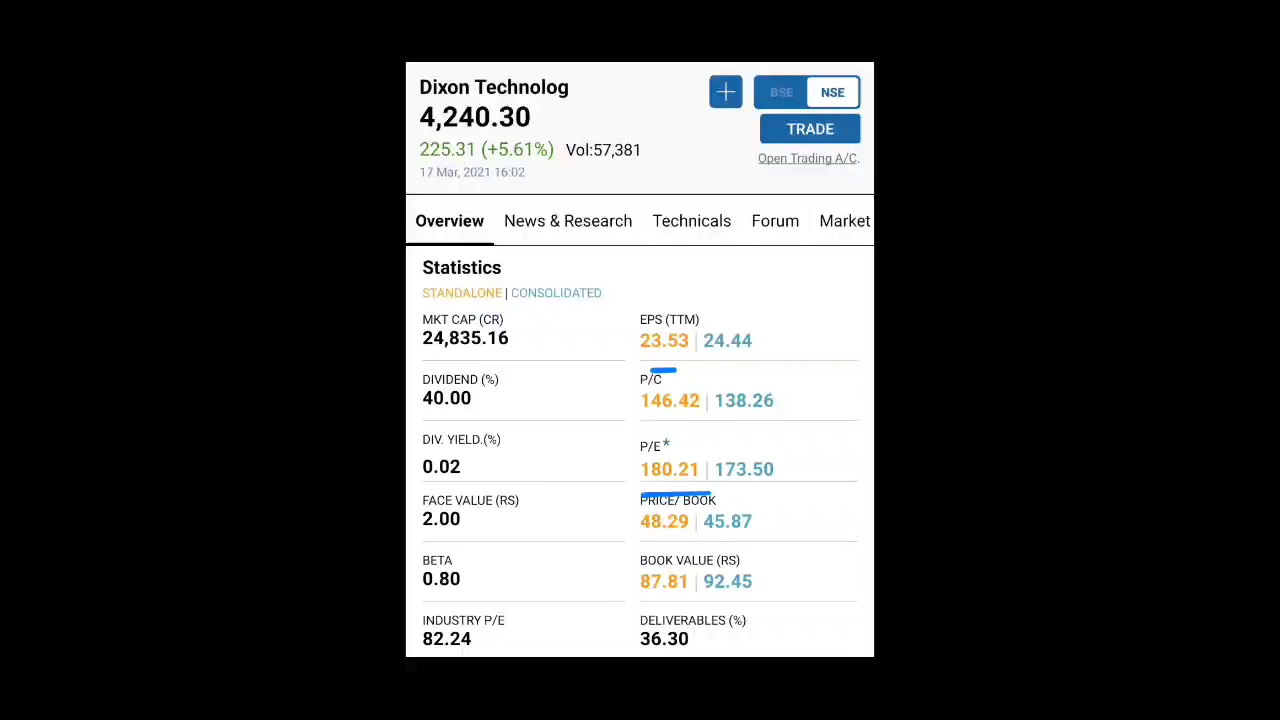 Dixon Technolog
4,240.30
225.31 (+5.61%) Vol:57,381
17 Mar, 2021 16:02
BSE NSE
TRADE
Open Trading A/C.
Overview News & Research Technicals Forum Market
Statistics
STANDALONE | CONSOLIDATED
MKT CAP (CR)
24,835.16
EPS (TTM)
23.53 | 24.44
DIVIDEND (%)
40.00
P/C
146.42 | 138.26
DIV. YIELD.(%)
0.02
P/E*
180.21 | 173.50
FACE VALUE (RS)
2.00
PRICE/ BOOK
48.29 | 45.87
BETA
0.80
BOOK VALUE (RS)
87.81 | 92.45
INDUSTRY P/E
82.24
DELIVERABLES (%)
36.30